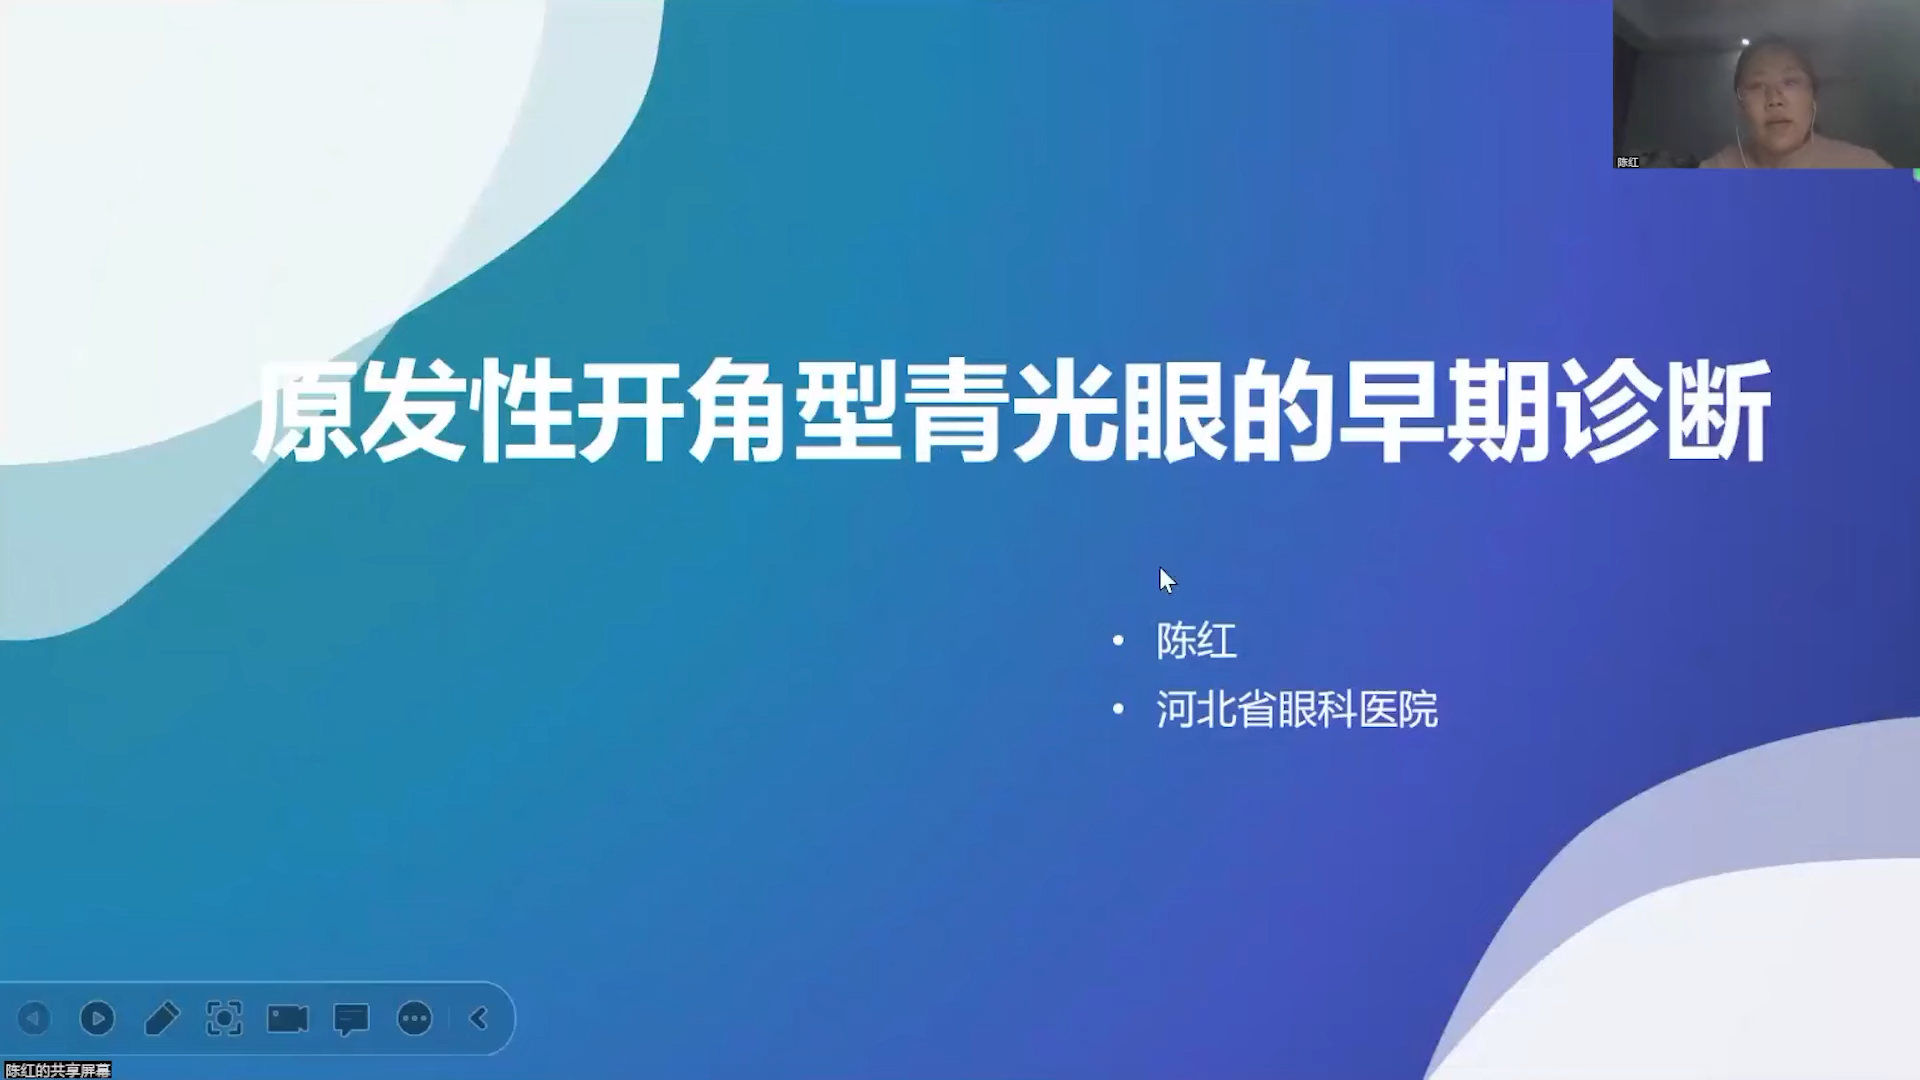 陈红
原发性开角型青光眼的早期诊断
• 陈红
• 河北省眼科医院
陈红的共享屏幕